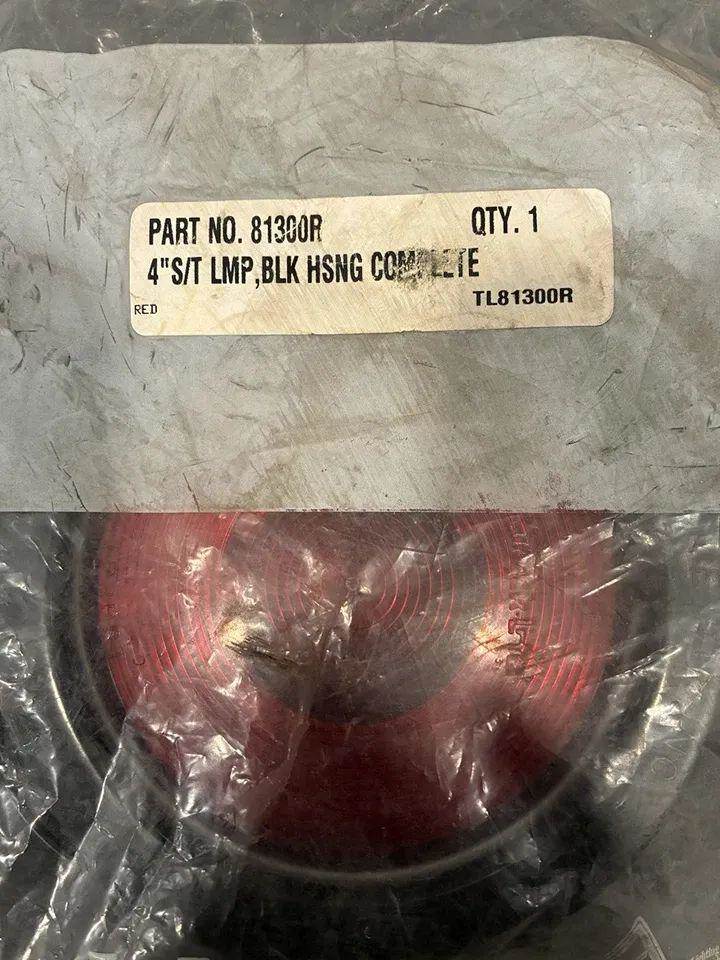 PART NO. 81300R QTY. 1
4"S/T LMP,BLK HSNG COMPLETE
RED TL81300R